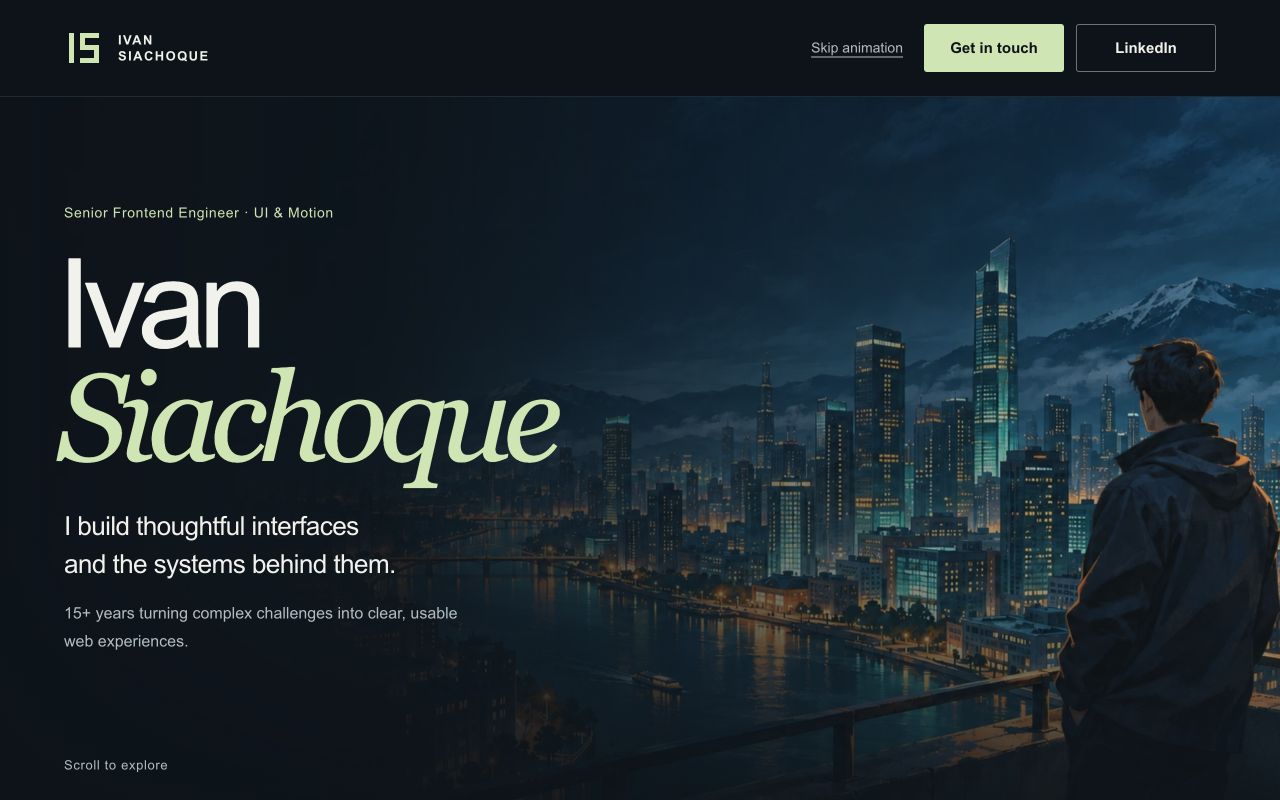 IS IVAN
SIACHOQUE
Skip animation
Get in touch
LinkedIn
Senior Frontend Engineer · UI & Motion
Ivan
Siachoque
I build thoughtful interfaces
and the systems behind them.
15+ years turning complex challenges into clear, usable
web experiences.
Scroll to explore